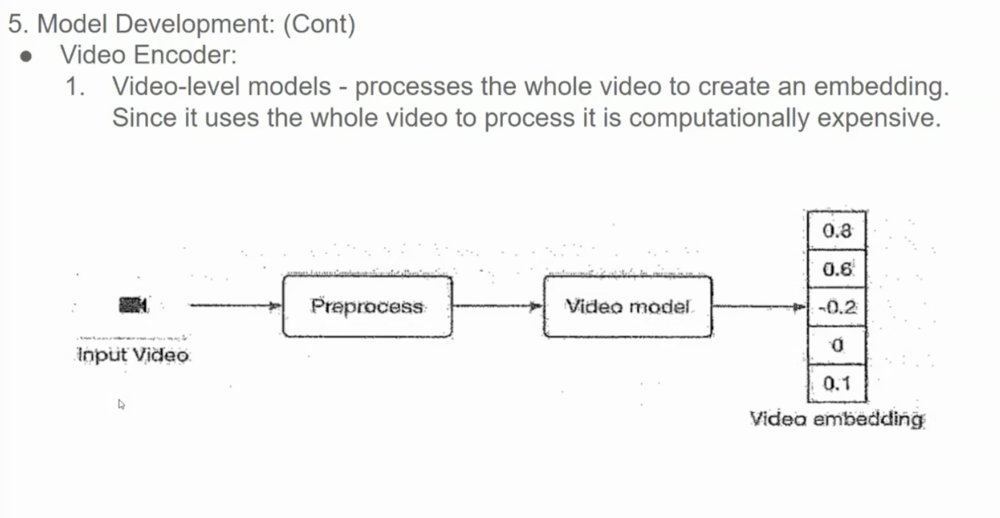 5. Model Development: (Cont)
● Video Encoder:
1. Video-level models - processes the whole video to create an embedding.
Since it uses the whole video to process it is computationally expensive.
Input Video
Preprocess
Video model
0.8
0.6
-0.2
0
0.1
Video embedding